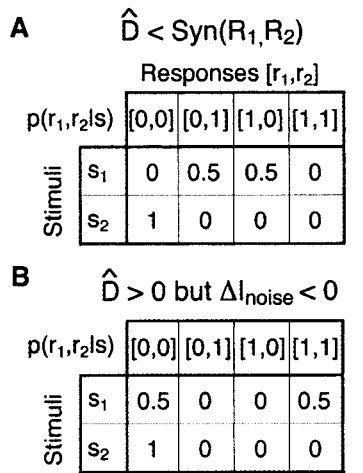 A D̂ < Syn(R₁,R₂)
Responses [r₁,r₂]
p(r₁,r₂|s) [0,0] [0,1] [1,0] [1,1]
Stimuli
s₁ 0 0.5 0.5 0
s₂ 1 0 0 0
B D̂ > 0 but ΔI_noise < 0
p(r₁,r₂|s) [0,0] [0,1] [1,0] [1,1]
Stimuli
s₁ 0.5 0 0 0.5
s₂ 1 0 0 0